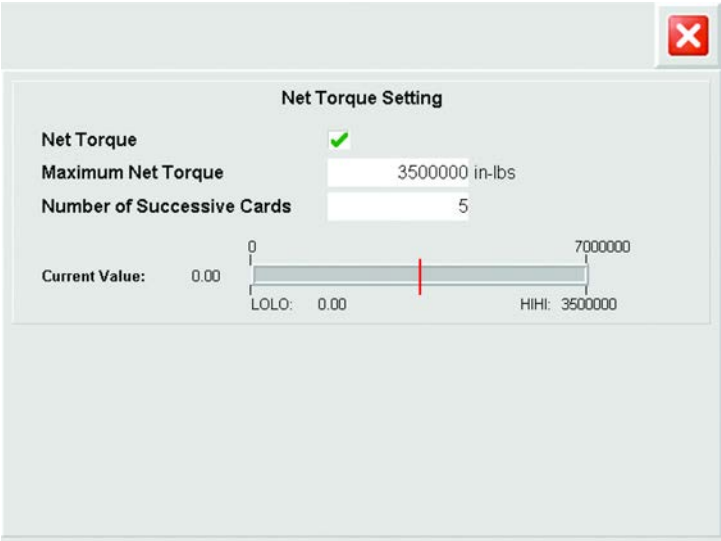 Net Torque Setting
Net Torque
Maximum Net Torque 3500000 in-lbs
Number of Successive Cards 5
0 7000000
Current Value: 0.00
LOLO: 0.00 HIHI: 3500000